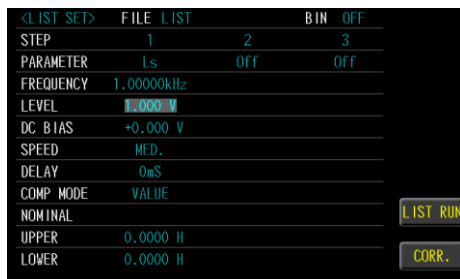 <LIST SET> FILE LIST BIN OFF
STEP 1 2 3
PARAMETER Ls Off Off
FREQUENCY 1.00000kHz
LEVEL 1.000 V
DC BIAS +0.000 V
SPEED MED.
DELAY 0mS
COMP MODE VALUE
NOMINAL
UPPER 0.0000 H
LOWER 0.0000 H
LIST RUN
CORR.